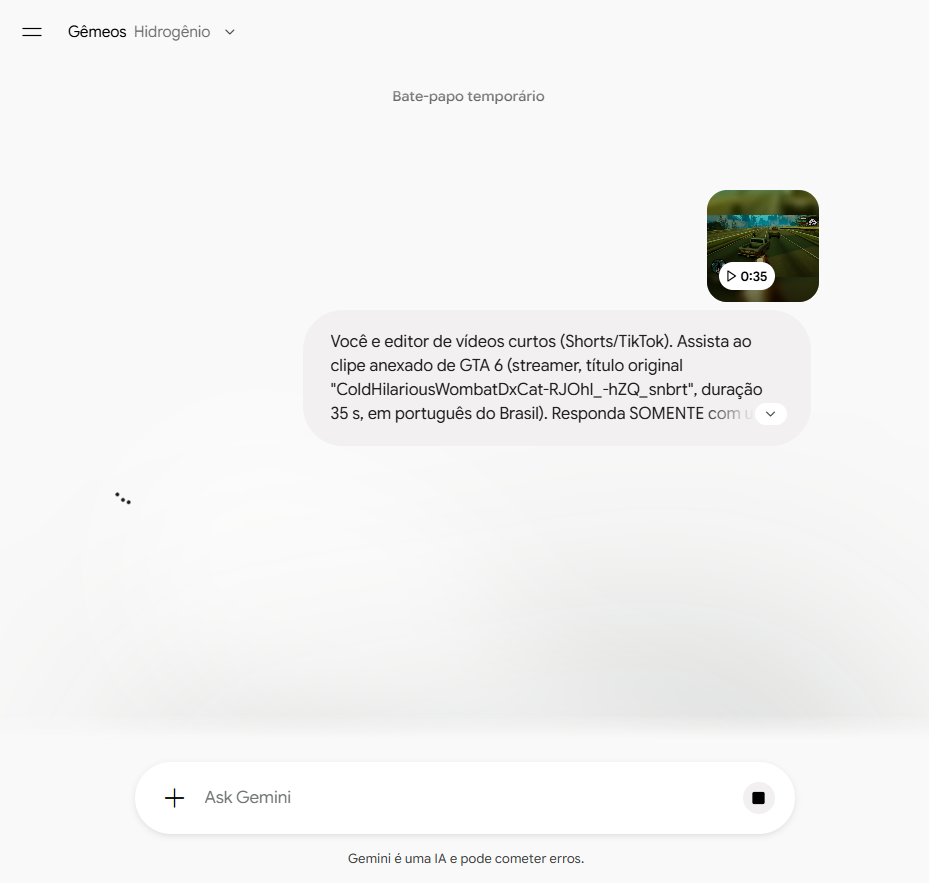 Gêmeos Hidrogênio
Bate-papo temporário
0:35
Você e editor de vídeos curtos (Shorts/TikTok). Assista ao
clipe anexado de GTA 6 (streamer, título original
"ColdHilariousWombatDxCat-RJOhI_-hZQ_snbrt", duração
35 s, em português do Brasil). Responda SOMENTE com
Ask Gemini
Gemini é uma IA e pode cometer erros.